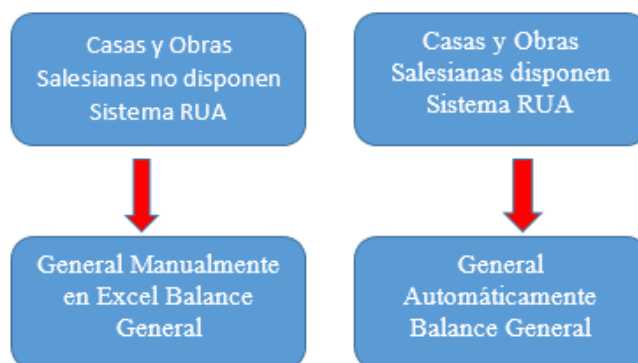 Casas y Obras
Salesianas no disponen
Sistema RUA
Casas y Obras
Salesianas disponen
Sistema RUA
General Manualmente
en Excel Balance
General
General
Automáticamente
Balance General